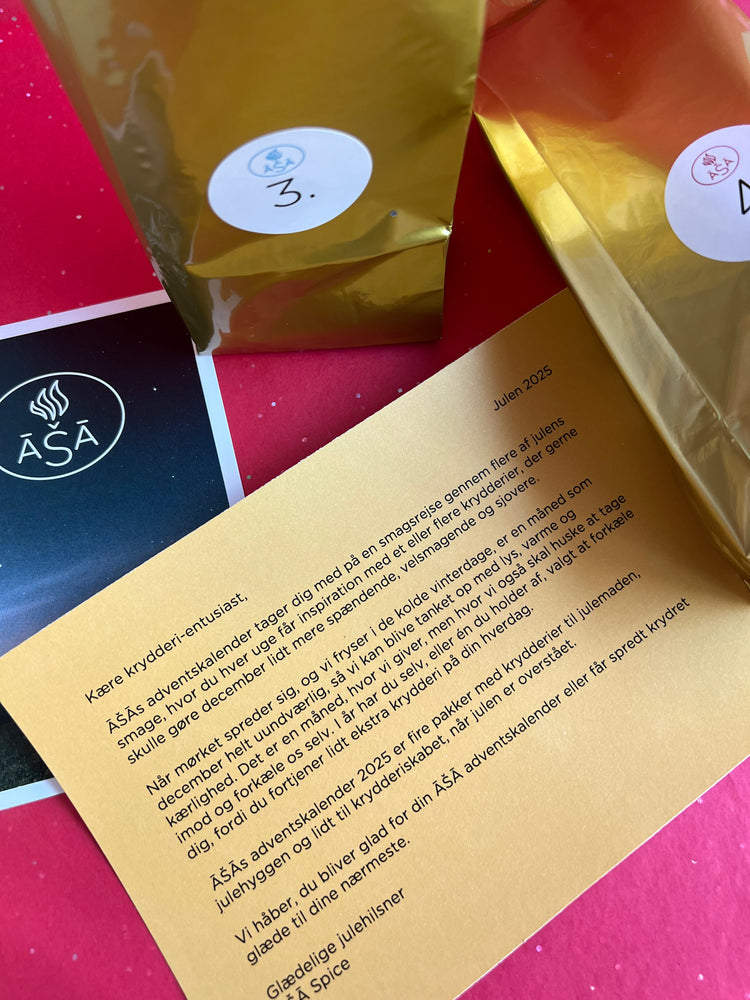 ĀŠĀ
3.
ĀŠĀ
ĀŠĀ
Julen 2025
Kære krydderi-entusiast,
ĀŠĀs adventskalender tager dig med på en smagsrejse gennem flere af julens
smage, hvor du hver uge får inspiration med et eller flere krydderier, der gerne
skulle gøre december lidt mere spændende, velsmagende og sjovere.
Når mørket spreder sig, og vi fryser i de kolde vinterdage, er en måned som
december helt uundværlig, så vi kan blive tanket op med lys, varme og
kærlighed. Det er en måned, hvor vi giver, men hvor vi også skal huske at tage
imod og forkæle os selv. I år har du selv, eller én du holder af, valgt at forkæle
dig, fordi du fortjener lidt ekstra krydderi på din hverdag.
ĀŠĀs adventskalender 2025 er fire pakker med krydderier til julemaden,
julehyggen og lidt til krydderiskabet, når julen er overstået.
Vi håber, du bliver glad for din ĀŠĀ adventskalender eller får spredt krydret
glæde til dine nærmeste.
Glædelige julehilsner
ĀŠĀ Spice